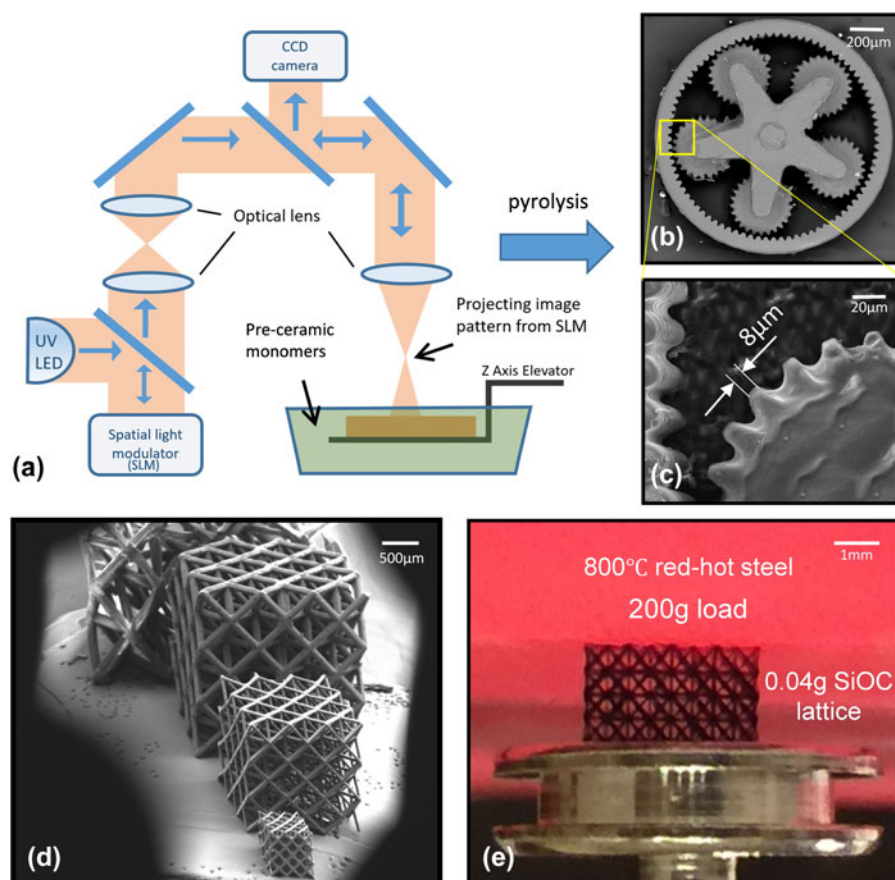 CCD
camera
Optical lens
UV
LED
Pre-ceramic
monomers
Projecting image
pattern from SLM
Z Axis Elevator
Spatial light
modulator
(SLM)
(a)
pyrolysis
200µm
(b)
20µm
8µm
(c)
500µm
(d)
1mm
800℃ red-hot steel
200g load
0.04g SiOC
lattice
(e)